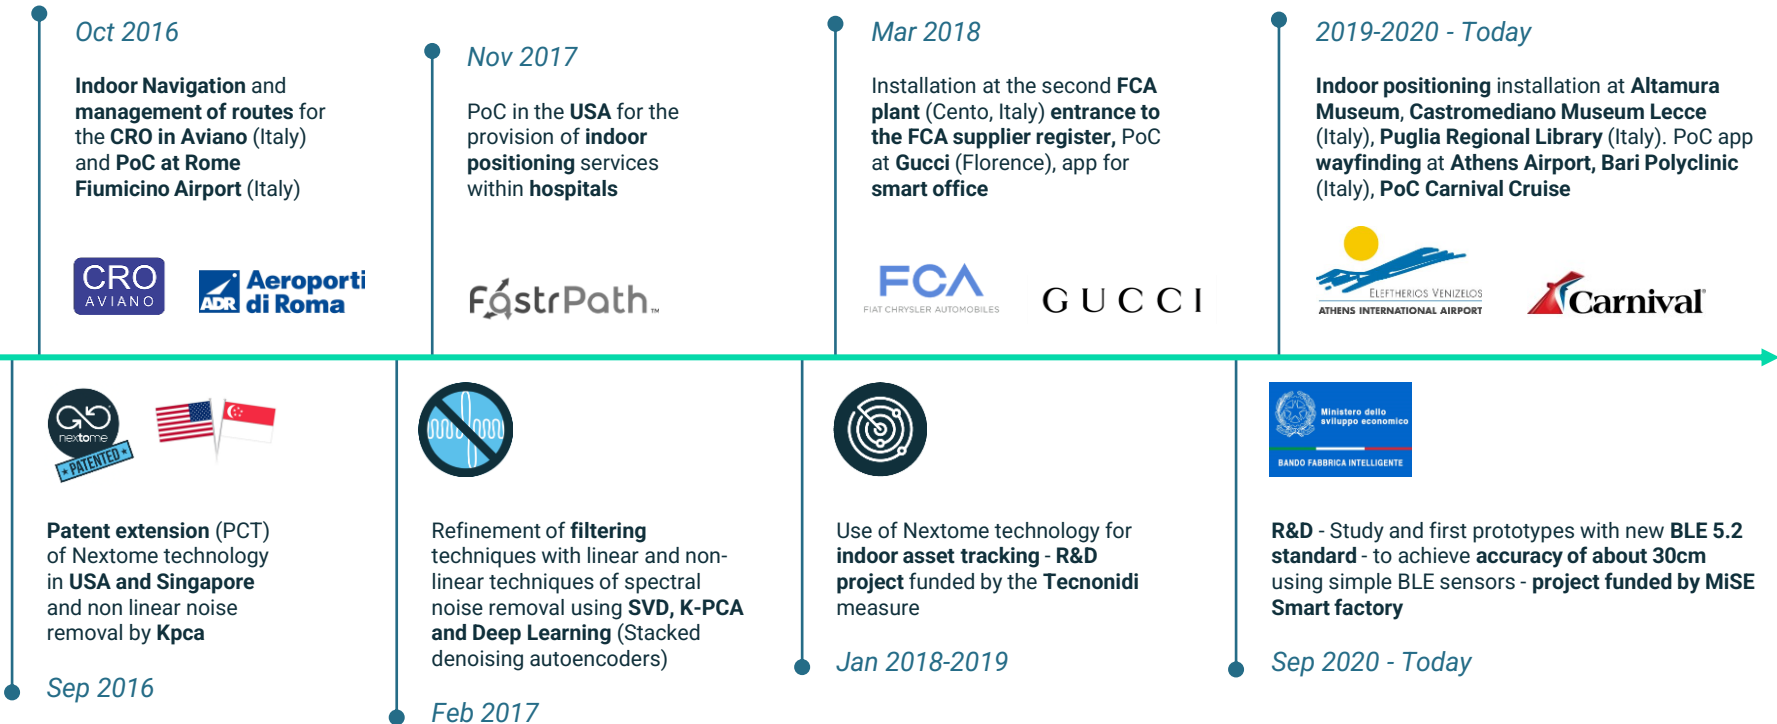 Oct 2016
Indoor Navigation and
management of routes for
the CRO in Aviano (Italy)
and PoC at Rome
Fiumicino Airport (Italy)
CRO
AVIANO
ADR
Aeroporti
di Roma
Nov 2017
PoC in the USA for the
provision of indoor
positioning services
within hospitals
FastrPath™
Mar 2018
Installation at the second FCA
plant (Cento, Italy) entrance to
the FCA supplier register, PoC
at Gucci (Florence), app for
smart office
FCA
FIAT CHRYSLER AUTOMOBILES
GUCCI
2019-2020 - Today
Indoor positioning installation at Altamura
Museum, Castromediano Museum Lecce
(Italy), Puglia Regional Library (Italy). PoC app
wayfinding at Athens Airport, Bari Polyclinic
(Italy), PoC Carnival Cruise
ELEFTHERIOS VENIZELOS
ATHENS INTERNATIONAL AIRPORT
Carnival
nextome
PATENTED
Patent extension (PCT)
of Nextome technology
in USA and Singapore
and non linear noise
removal by Kpca
Sep 2016
Refinement of filtering
techniques with linear and non-
linear techniques of spectral
noise removal using SVD, K-PCA
and Deep Learning (Stacked
denoising autoencoders)
Feb 2017
Use of Nextome technology for
indoor asset tracking - R&D
project funded by the Tecnonidi
measure
Jan 2018-2019
Ministero dello
sviluppo economico
BANDO FABBRICA INTELLIGENTE
R&D - Study and first prototypes with new BLE 5.2
standard - to achieve accuracy of about 30cm
using simple BLE sensors - project funded by MiSE
Smart factory
Sep 2020 - Today